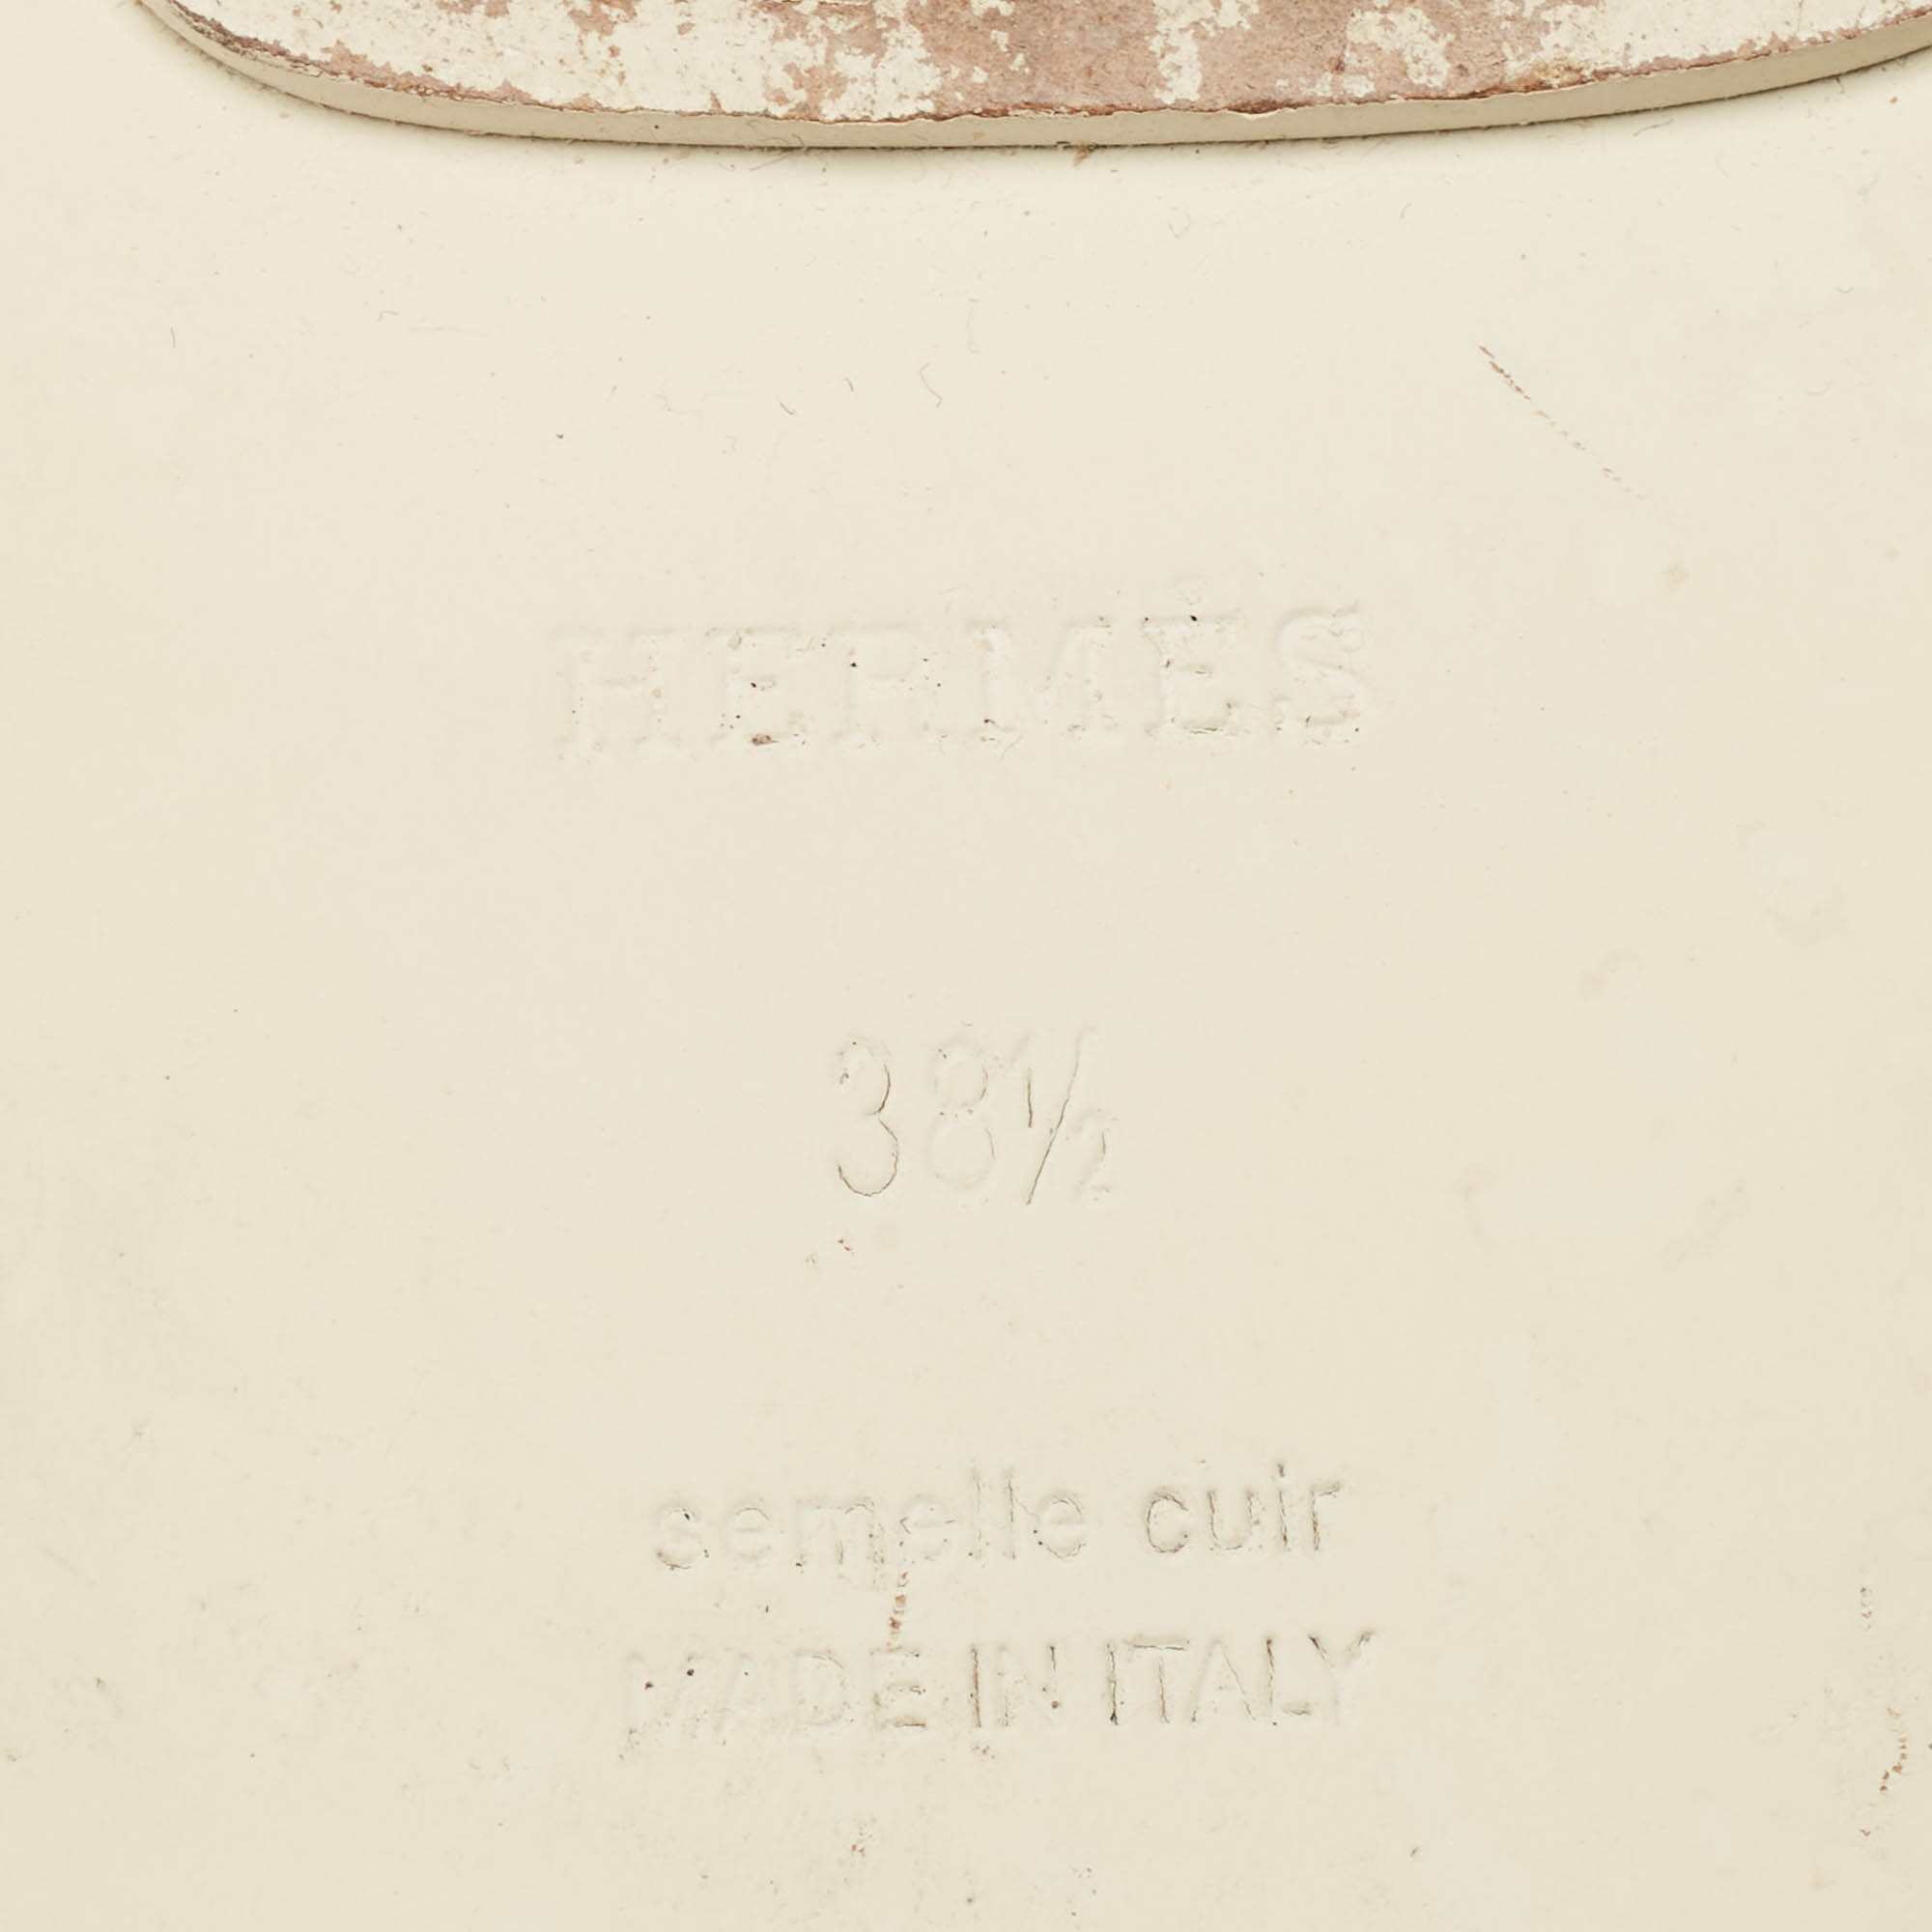 HERMÈS
38½
semelle cuir
MADE IN ITALY